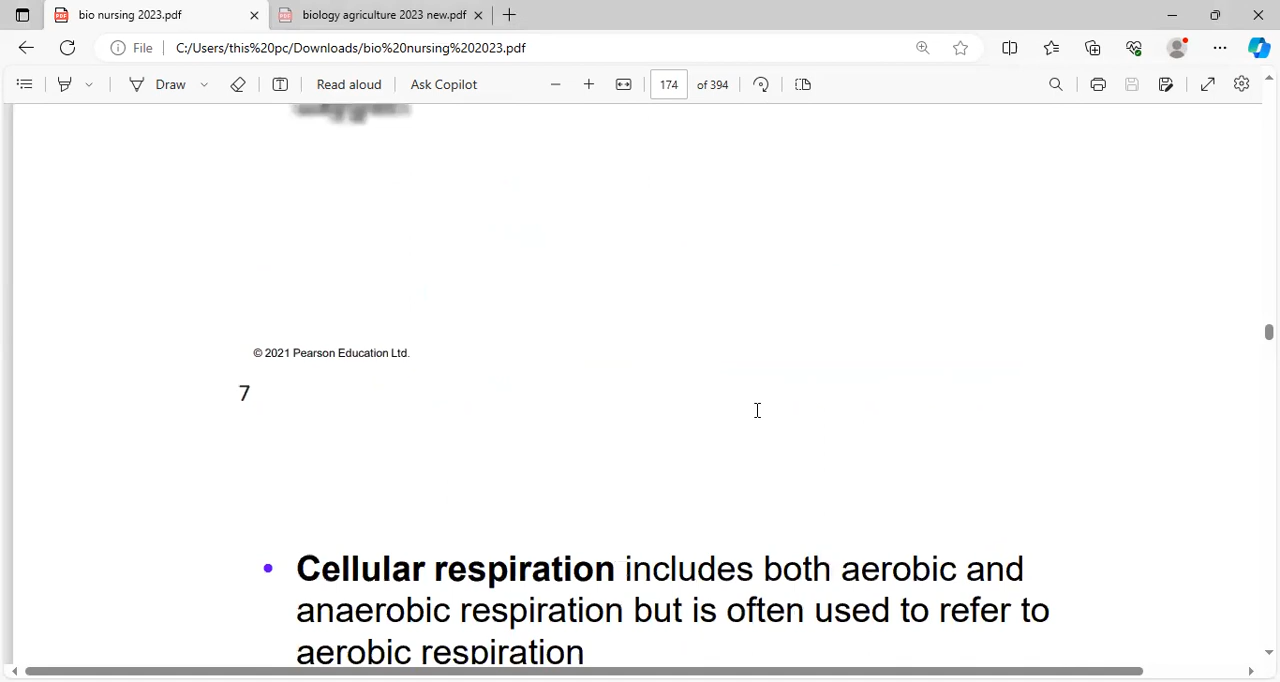 bio nursing 2023.pdf
biology agriculture 2023 new.pdf
File
C:/Users/this%20pc/Downloads/bio%20nursing%202023.pdf
Draw
Read aloud
Ask Copilot
174 of 394
© 2021 Pearson Education Ltd.
7
• Cellular respiration includes both aerobic and
anaerobic respiration but is often used to refer to
aerobic respiration